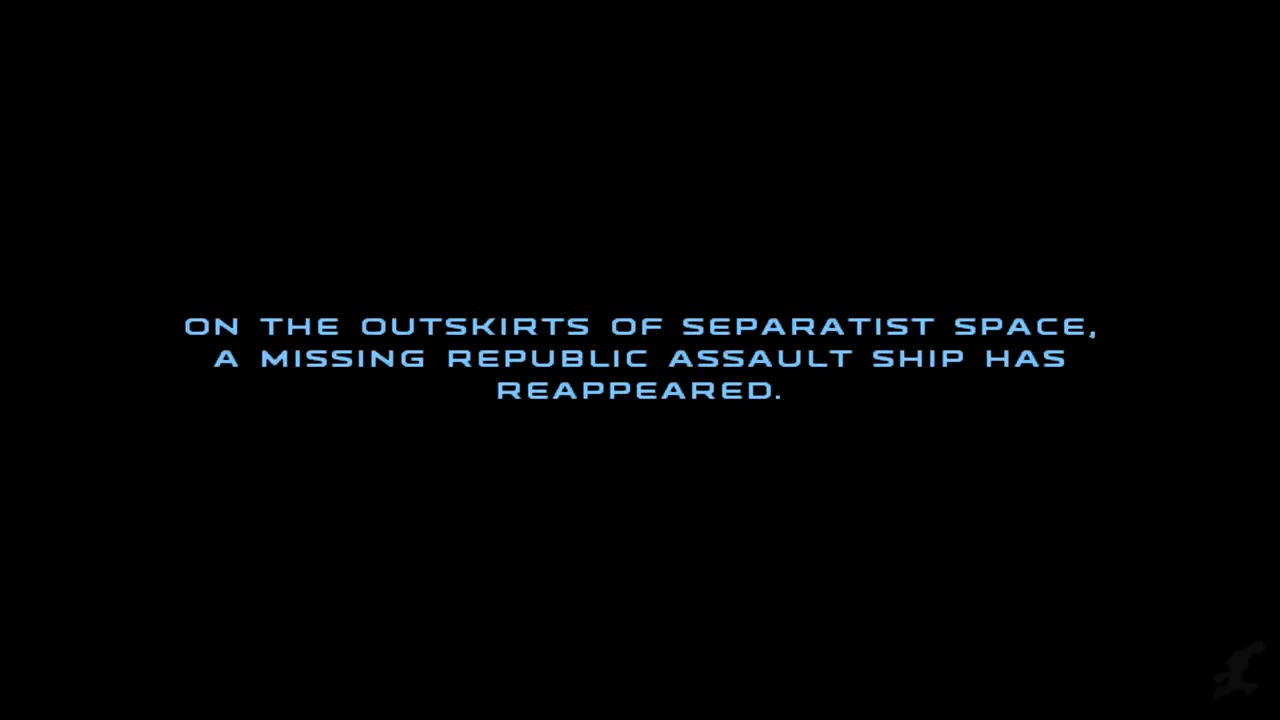 ON THE OUTSKIRTS OF SEPARATIST SPACE,
A MISSING REPUBLIC ASSAULT SHIP HAS
REAPPEARED.